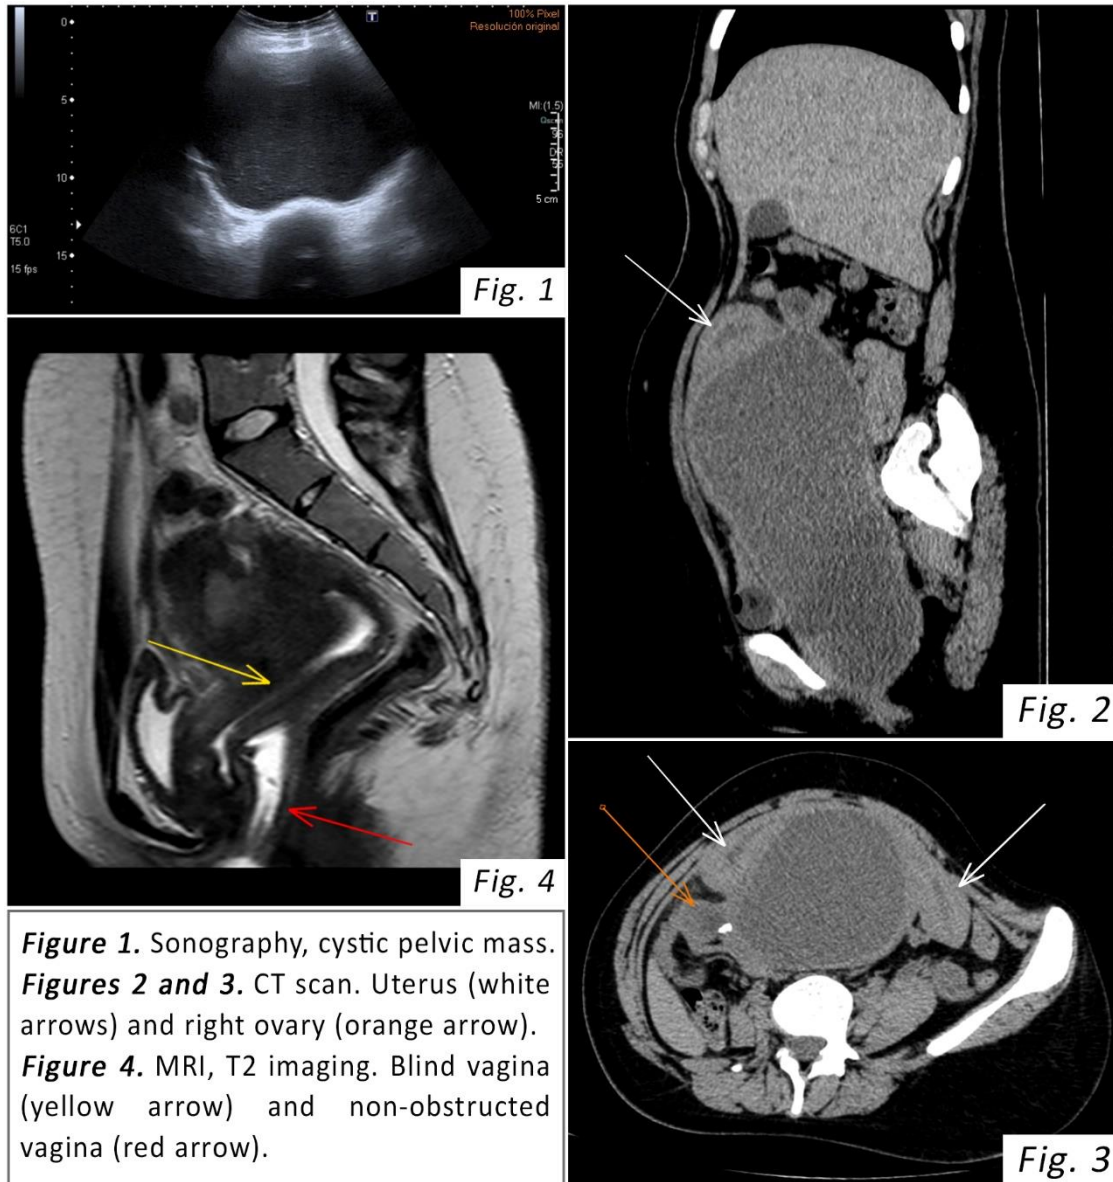 100% Pixel
Resolución original
T
0
5
10
15
6C1
T5.0
15 fps
MI:(1.5)
DR
5 cm
Fig. 1
Fig. 2
Fig. 4
Fig. 3
Figure 1. Sonography, cystic pelvic mass.
Figures 2 and 3. CT scan. Uterus (white
arrows) and right ovary (orange arrow).
Figure 4. MRI, T2 imaging. Blind vagina
(yellow arrow) and non-obstructed
vagina (red arrow).